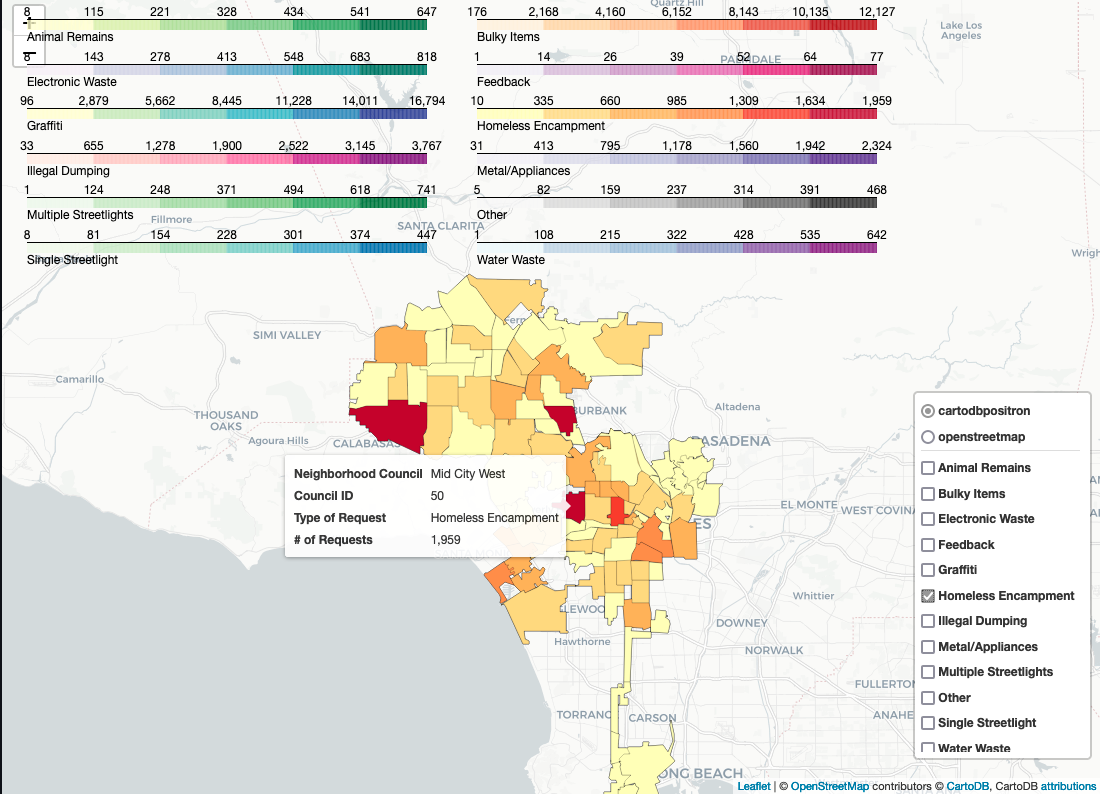 Quartz Hill
Lake Los
Angeles
PALMDALE
8 115 221 328 434 541 647
Animal Remains
176 2,168 4,160 6,152 8,143 10,135 12,127
Bulky Items
8 143 278 413 548 683 818
Electronic Waste
1 14 26 39 52 64 77
Feedback
96 2,879 5,662 8,445 11,228 14,011 16,794
Graffiti
10 335 660 985 1,309 1,634 1,959
Homeless Encampment
33 655 1,278 1,900 2,522 3,145 3,767
Illegal Dumping
31 413 795 1,178 1,560 1,942 2,324
Metal/Appliances
1 124 248 371 494 618 741
Multiple Streetlights
5 82 159 237 314 391 468
Other
8 81 154 228 301 374 447
Single Streetlight
1 108 215 322 428 535 642
Water Waste
Fillmore
SANTA CLARITA
Wrigh
Fern
SIMI VALLEY
Camarillo
THOUSAND
OAKS
Agoura Hills
CALABASAS
BURBANK
Altadena
PASADENA
EL MONTE
WEST COVINA
ES
Neighborhood Council Mid City West
Council ID 50
Type of Request Homeless Encampment
# of Requests 1,959
GLEWOO
Hawthorne
Whittier
DOWNEY
NORWALK
FULLERTON
TORRANC
CARSON
ANAHE
ONG BEACH
cartodbpositron
openstreetmap
Animal Remains
Bulky Items
Electronic Waste
Feedback
Graffiti
Homeless Encampment
Illegal Dumping
Metal/Appliances
Multiple Streetlights
Other
Single Streetlight
Water Waste
Leaflet | © OpenStreetMap contributors © CartoDB, CartoDB attributions